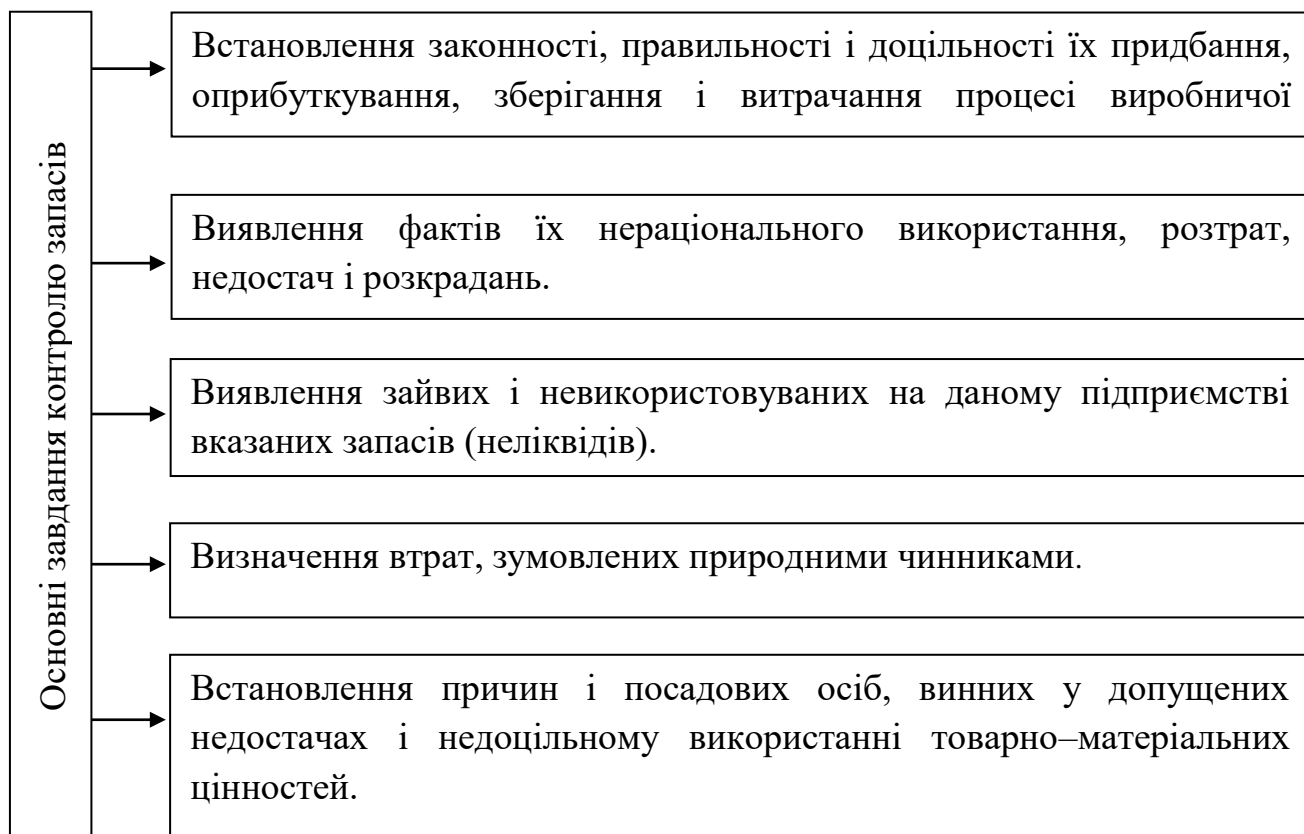 Основні завдання контролю запасів
Встановлення законності, правильності і доцільності їх придбання,
оприбуткування, зберігання і витрачання процесі виробничої
Виявлення фактів їх нераціонального використання, розтрат,
недостач і розкрадань.
Виявлення зайвих і невикористовуваних на даному підприємстві
вказаних запасів (неліквідів).
Визначення втрат, зумовлених природними чинниками.
Встановлення причин і посадових осіб, винних у допущених
недостачах і недоцільному використанні товарно–матеріальних
цінностей.